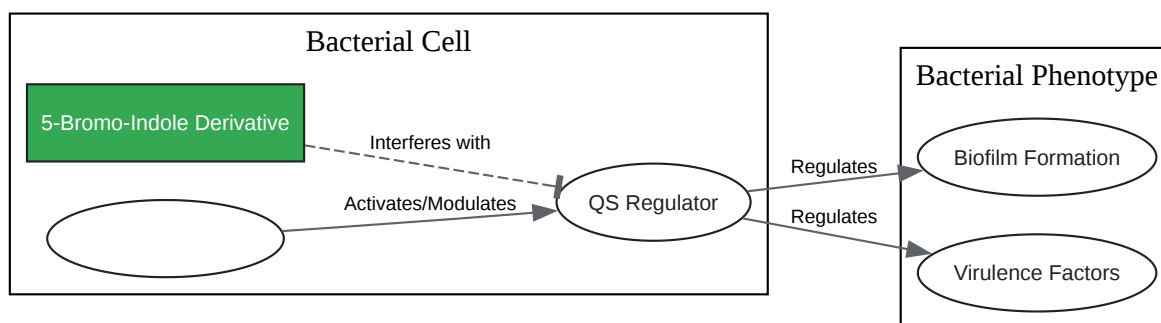 Bacterial Cell
Bacterial Phenotype
5-Bromo-Indole Derivative
Interferes with
Activates/Modulates
QS Regulator
Regulates
Regulates
Biofilm Formation
Virulence Factors